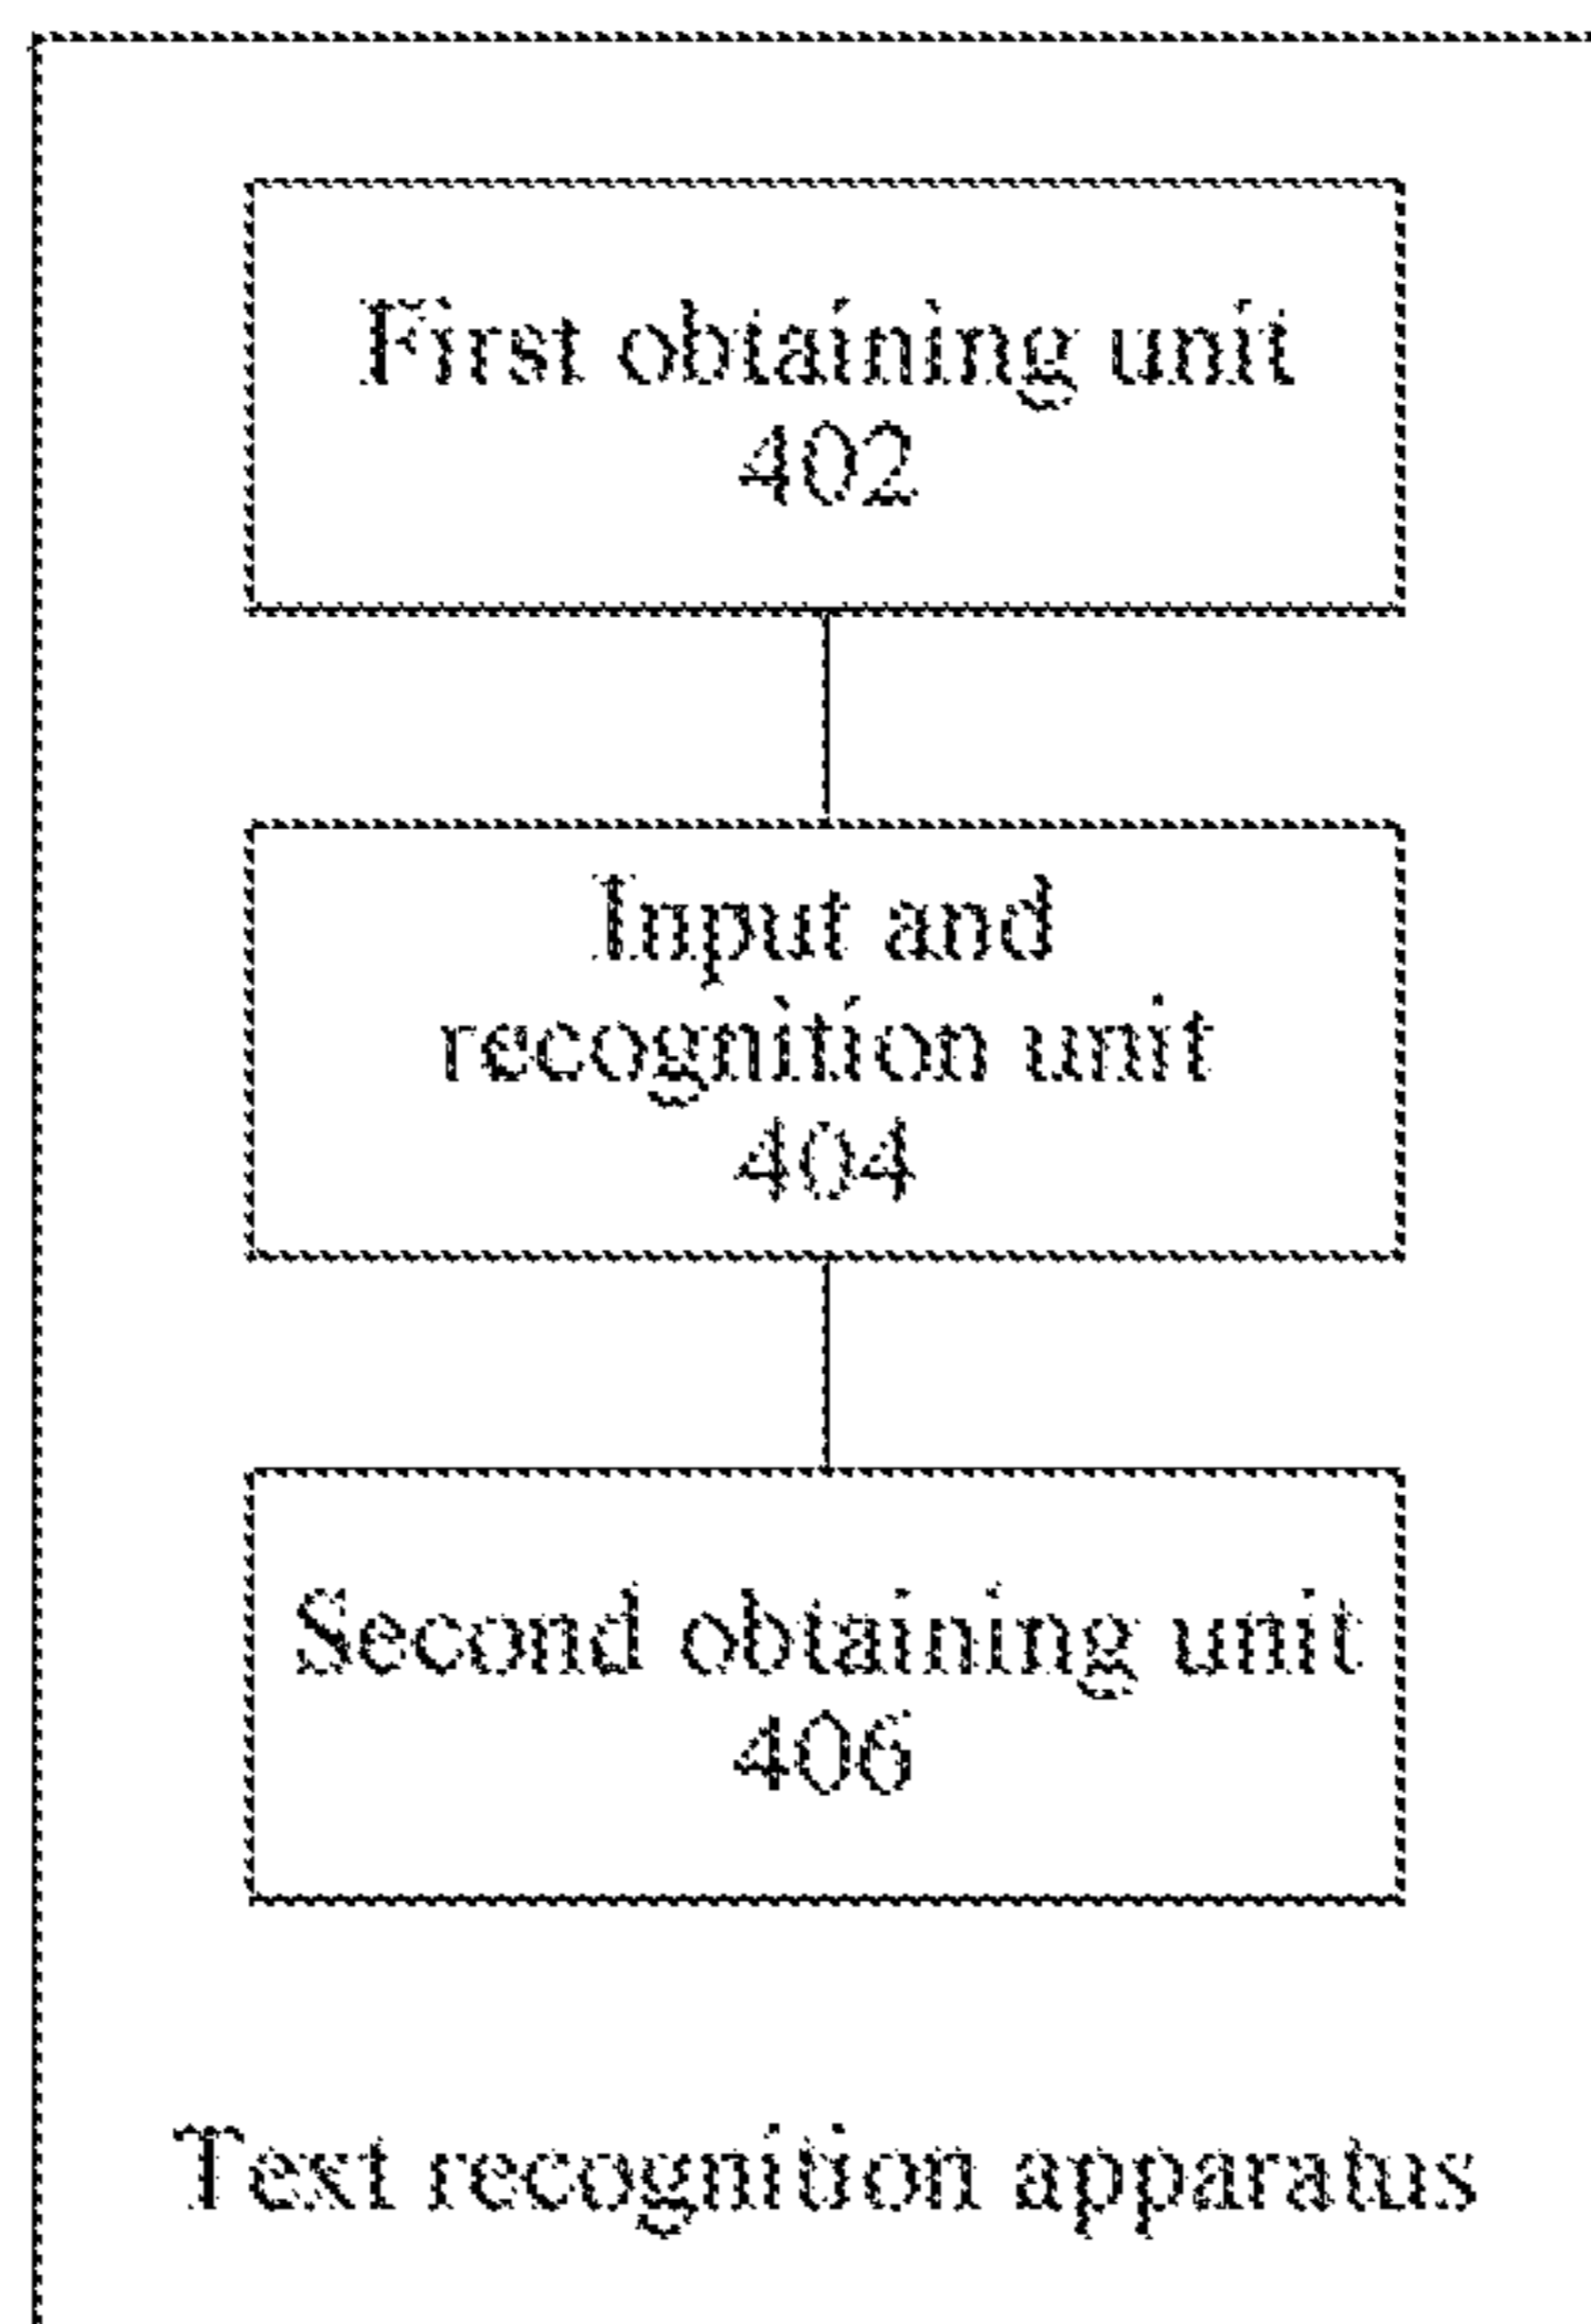 First obtaining unit
402
Input and
recognition unit
404
Second obtaining unit
406
Text recognition apparatus